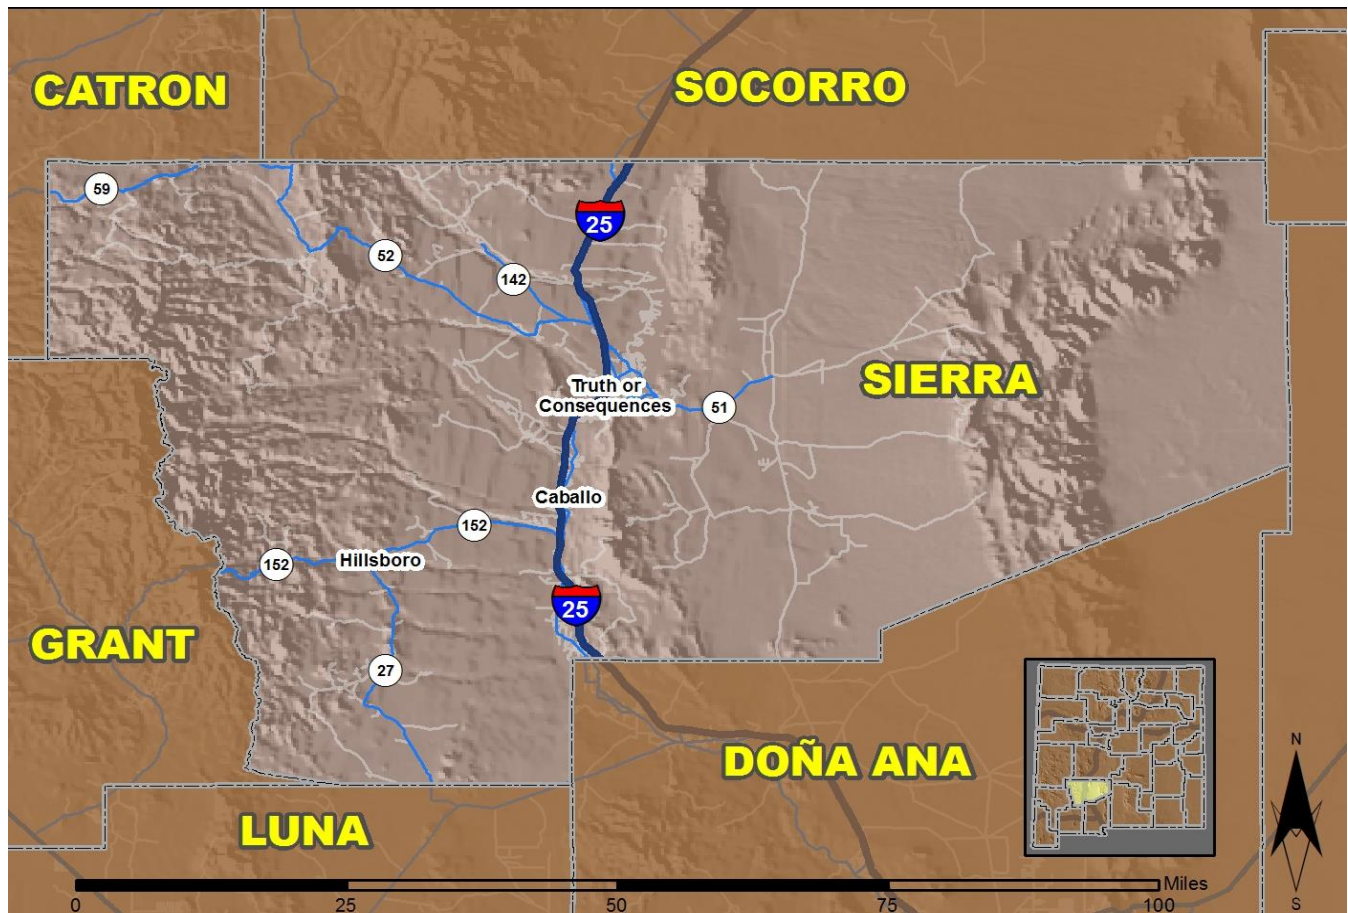 CATRON
SOCORRO
59
25
52
142
Truth or
Consequences
SIERRA
51
Caballo
152
Hillsboro
152
25
GRANT
27
DOÑA ANA
LUNA
N
S
Miles
0
25
50
75
100